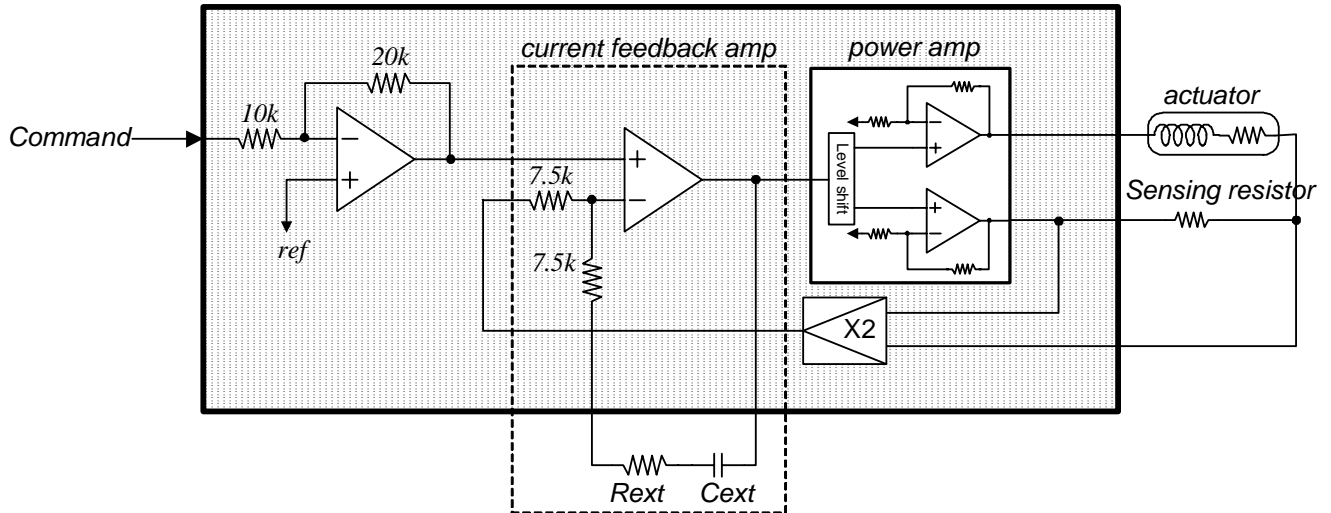 current feedback amp
power amp
20k
10k
actuator
Command
−
+
ref
+
−
7.5k
7.5k
Level shift
−
+
+
−
Sensing resistor
X2
Rext
Cext